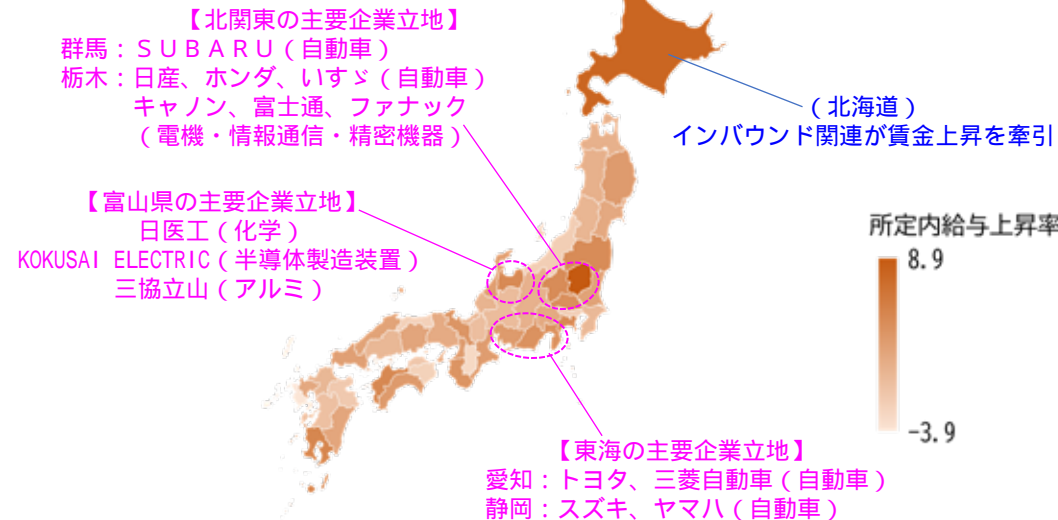 【北関東の主要企業立地】
群馬：ＳＵＢＡＲＵ（自動車）
栃木：日産、ホンダ、いすゞ（自動車）
キャノン、富士通、ファナック
（電機・情報通信・精密機器）
（北海道）
インバウンド関連が賃金上昇を牽引
【富山県の主要企業立地】
日医工（化学）
KOKUSAI ELECTRIC（半導体製造装置）
三協立山（アルミ）
所定内給与上昇率
8.9
-3.9
【東海の主要企業立地】
愛知：トヨタ、三菱自動車（自動車）
静岡：スズキ、ヤマハ（自動車）